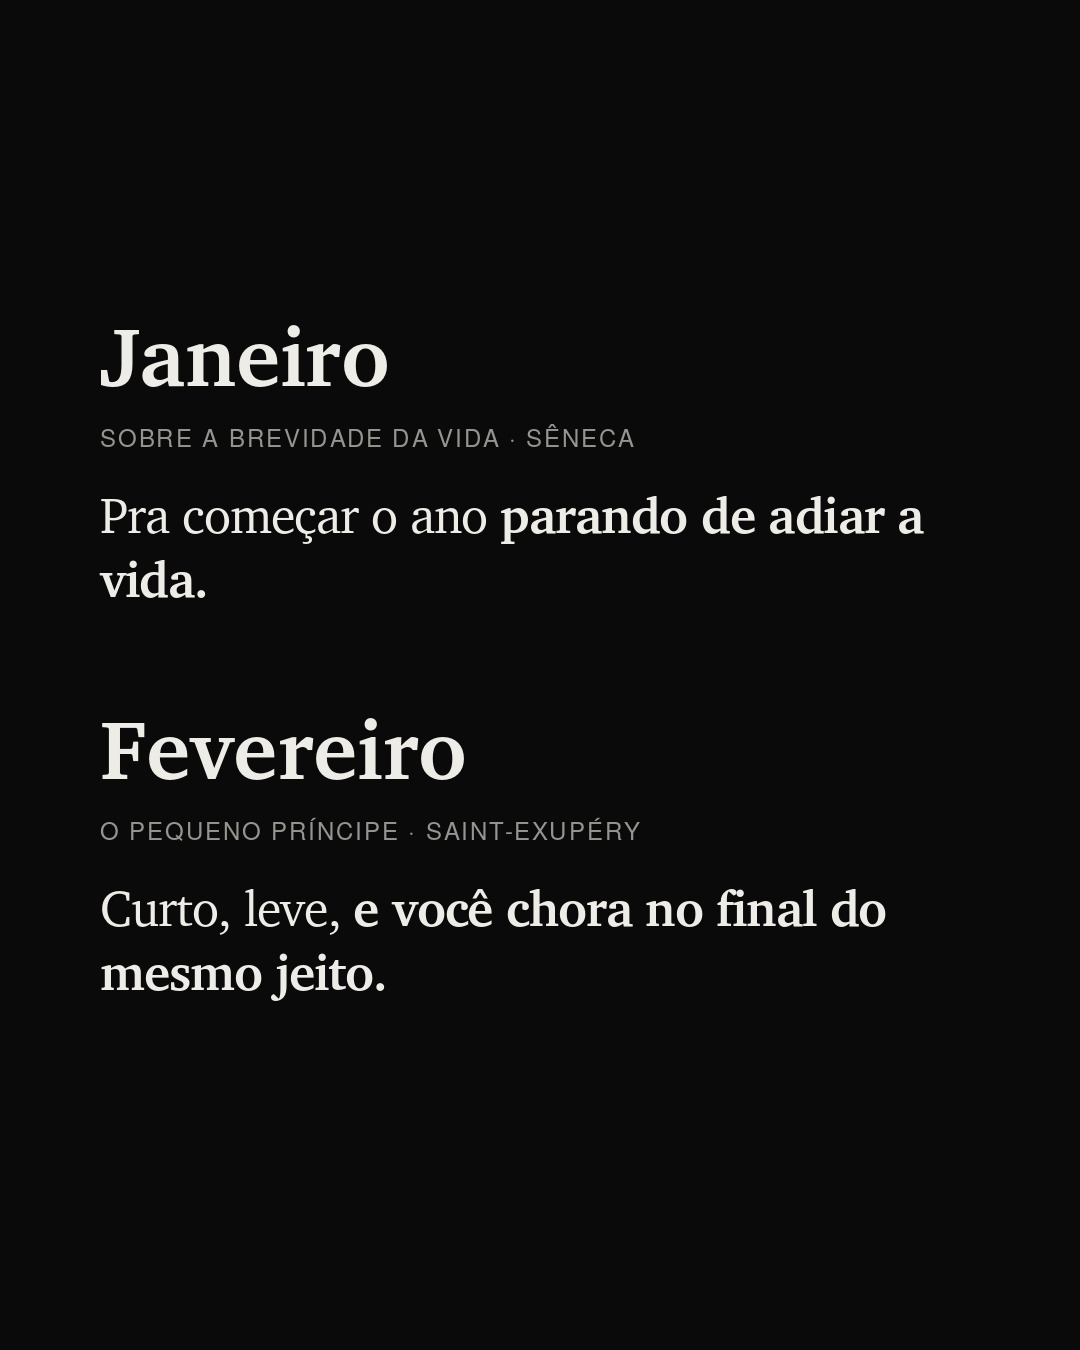 Janeiro
SOBRE A BREVIDADE DA VIDA · SÊNECA
Pra começar o ano parando de adiar a
vida.
Fevereiro
O PEQUENO PRÍNCIPE · SAINT-EXUPÉRY
Curto, leve, e você chora no final do
mesmo jeito.